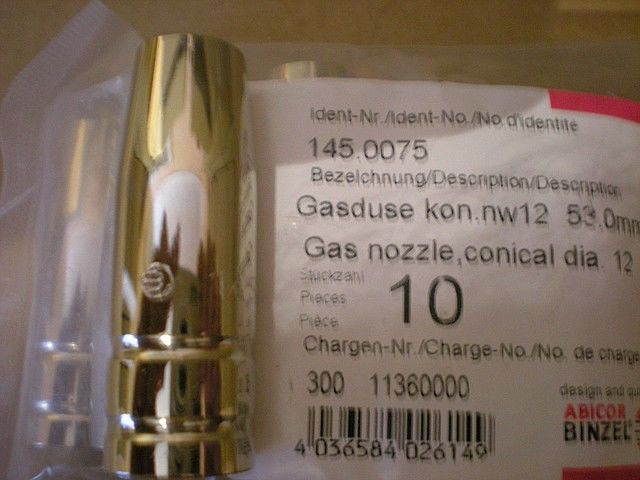 Ident-Nr./Ident-No./No.d'identité
145.0075
Bezeichnung/Description/Description
Gasduse kon.nw12 53.0mm
Gas nozzle,conical dia. 12
Stückzahl
Pieces
Pièce
10
Chargen-Nr./Charge-No./No. de charge
300 11360000
design and qu
ABICOR
BINZEL
4 036584 026149